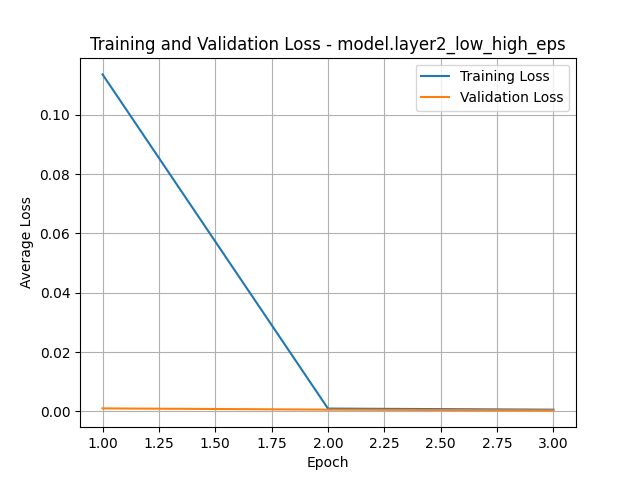 Training and Validation Loss - model.layer2_low_high_eps
Training Loss
Validation Loss
Average Loss
0.10
0.08
0.06
0.04
0.02
0.00
1.00 1.25 1.50 1.75 2.00 2.25 2.50 2.75 3.00
Epoch